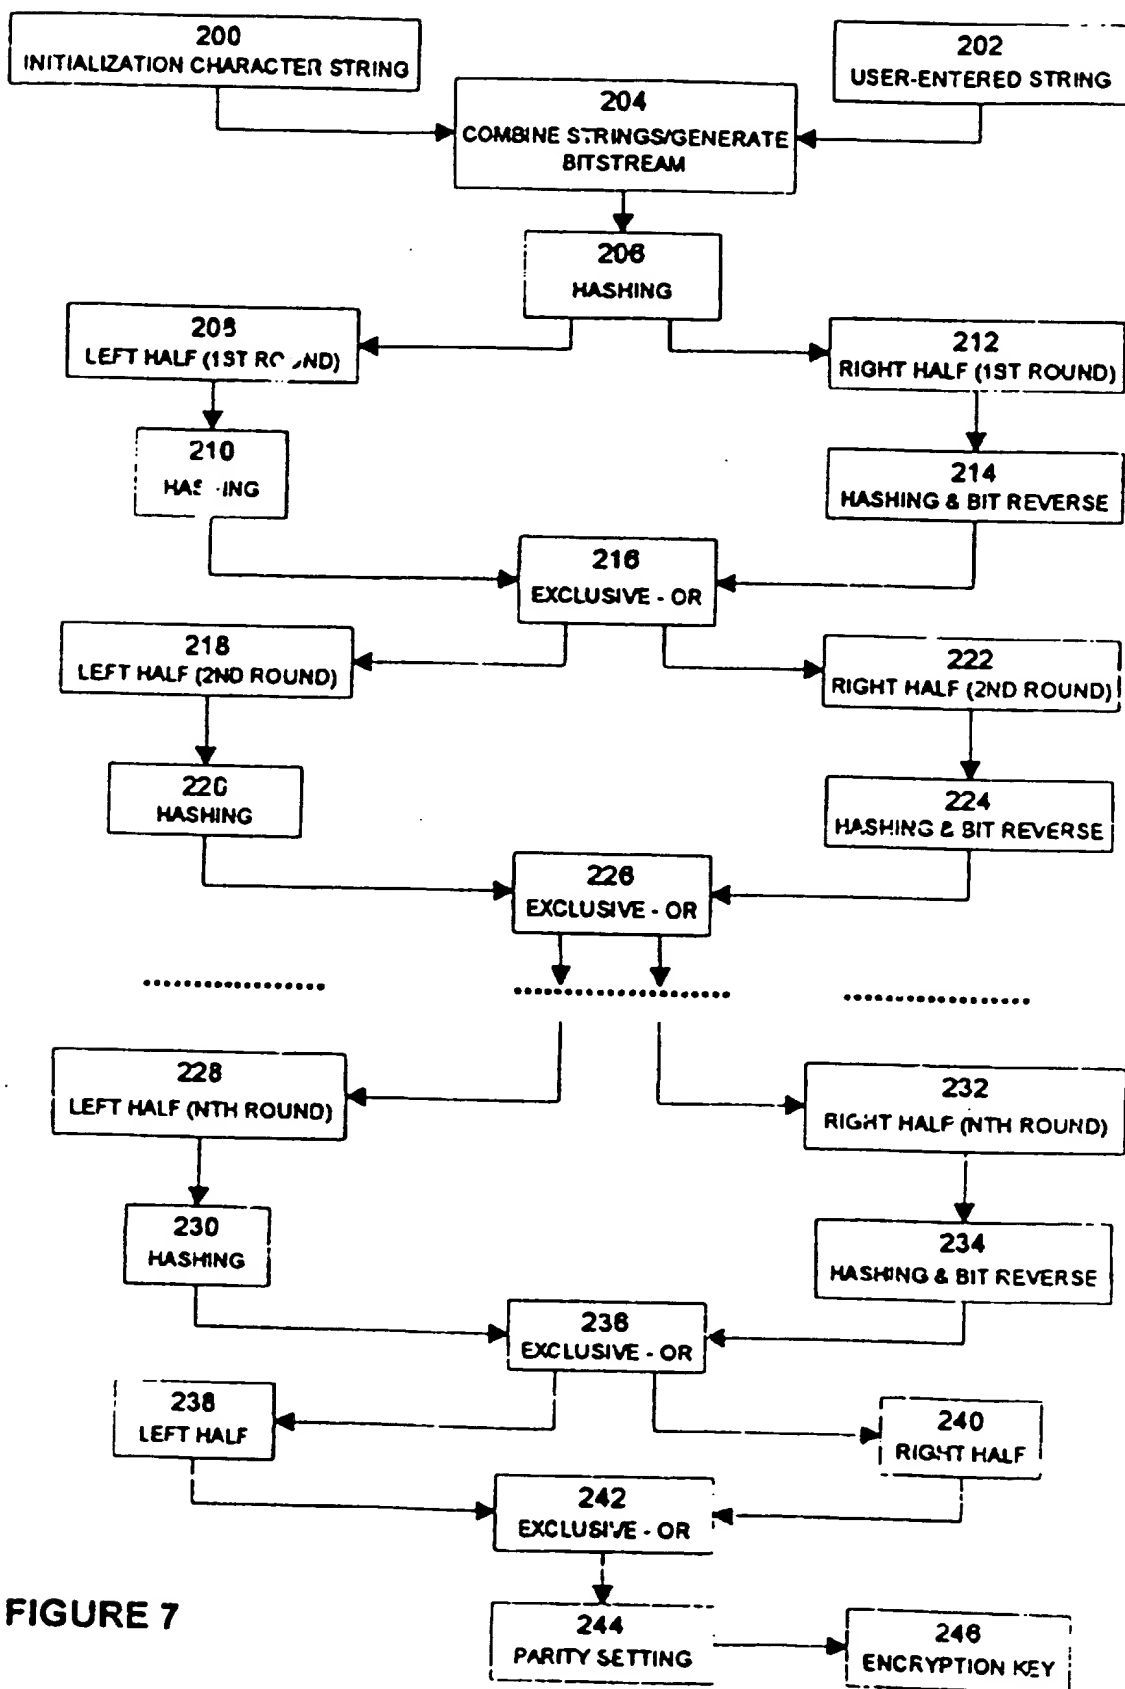 200
INITIALIZATION CHARACTER STRING
202
USER-ENTERED STRING
204
COMBINE STRINGS/GENERATE
BITSTREAM
206
HASHING
208
LEFT HALF (1ST ROUND)
212
RIGHT HALF (1ST ROUND)
210
HASHING
214
HASHING & BIT REVERSE
216
EXCLUSIVE - OR
218
LEFT HALF (2ND ROUND)
222
RIGHT HALF (2ND ROUND)
220
HASHING
224
HASHING & BIT REVERSE
226
EXCLUSIVE - OR
228
LEFT HALF (NTH ROUND)
232
RIGHT HALF (NTH ROUND)
230
HASHING
234
HASHING & BIT REVERSE
236
EXCLUSIVE - OR
238
LEFT HALF
240
RIGHT HALF
242
EXCLUSIVE - OR
FIGURE 7
244
PARITY SETTING
246
ENCRYPTION KEY